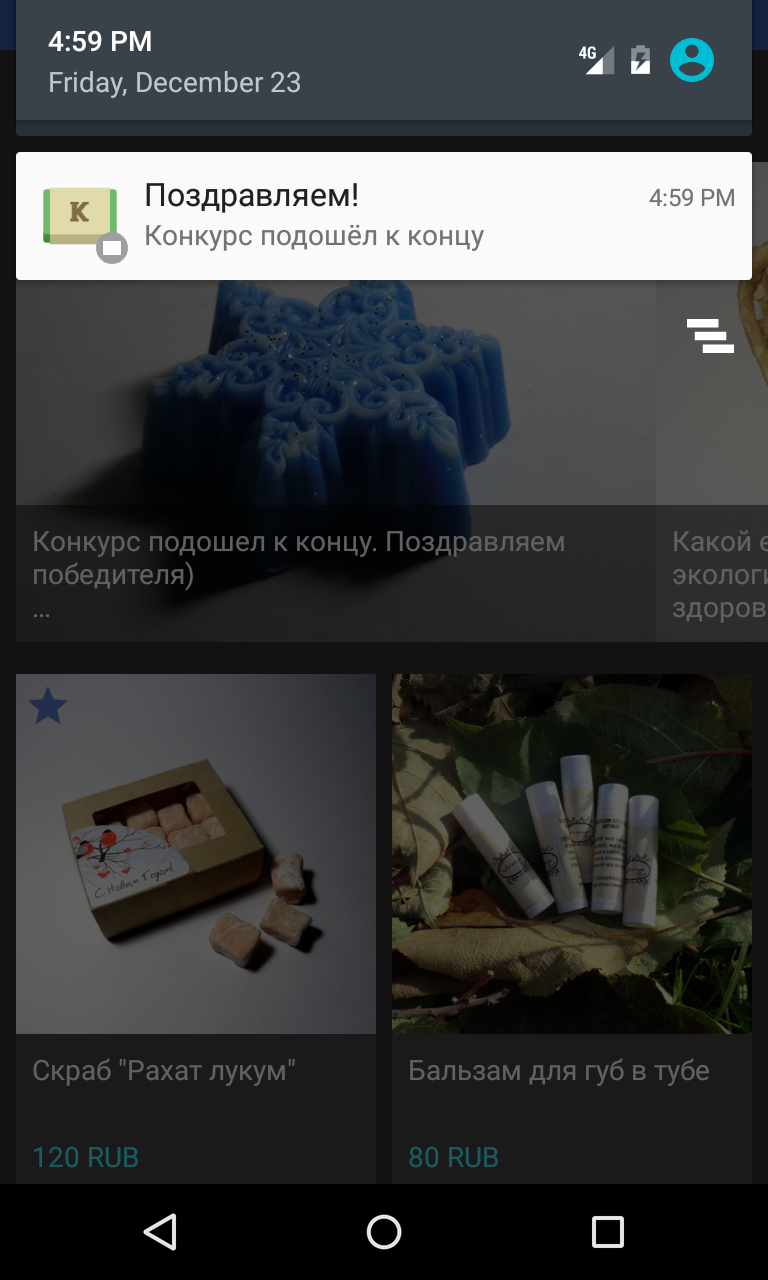 4:59 PM
4G
Friday, December 23
K
Поздравляем!
4:59 PM
Конкурс подошёл к концу
Конкурс подошел к концу. Поздравляем
победителя)
...
Какой
экологи
здоров
С Новым Годом!
Скраб "Рахат лукум"
Бальзам для губ в тубе
120 RUB
80 RUB